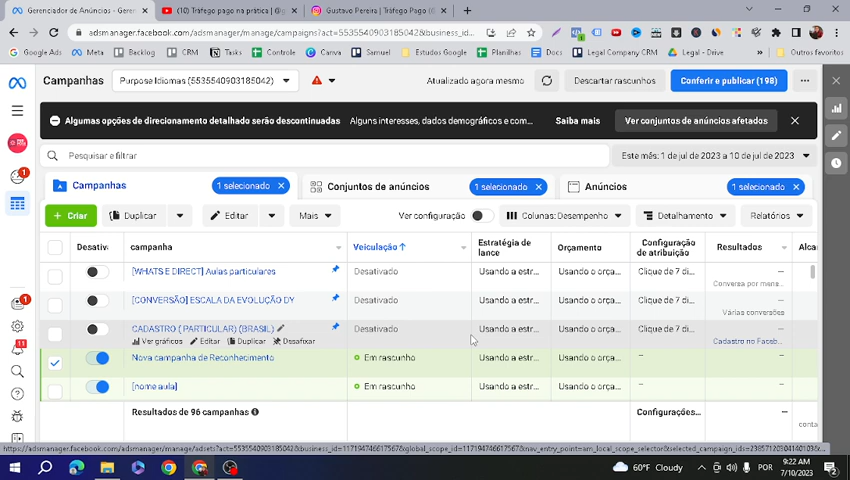 Gerenciador de Anúncios - Geren
(10) Tráfego pago na prática | @g
Gustavo Pereira | Tráfego Pago (
adsmanager.facebook.com/adsmanager/manage/campaigns?act=5535540903185042&business_id=...
Google Ads
Meta
Backlog
CRM
Tasks
Controle
Canva
Samuel
Estudos Google
Planilhas
Docs
Legal Company CRM
Legal - Drive
Outros favoritos
Campanhas
Purpose Idiomas (5535540903185042)
Atualizado agora mesmo
Descartar rascunhos
Conferir e publicar (198)
Algumas opções de direcionamento detalhado serão descontinuadas
Alguns interesses, dados demográficos e com...
Saiba mais
Ver conjuntos de anúncios afetados
Pesquisar e filtrar
Este mês: 1 de jul de 2023 a 10 de jul de 2023
Campanhas
1 selecionado
Conjuntos de anúncios
1 selecionado
Anúncios
1 selecionado
+ Criar
Duplicar
Editar
Mais
Ver configuração
Colunas: Desempenho
Detalhamento
Relatórios
Desativ.
campanha
Veiculação ↑
Estratégia de lance
Orçamento
Configuração de atribuição
Resultados
Alcan
[WHATS E DIRECT] Aulas particulares
Desativado
Usando a estr...
Usando o orça...
Clique de 7 di...
—
Conversa por mens...
[CONVERSÃO] ESCALA DA EVOLUÇÃO DY
Desativado
Usando a estr...
Usando o orça...
Clique de 7 di...
—
Várias conversões
CADASTRO ( PARTICULAR) (BRASIL)
Ver gráficos
Editar
Duplicar
Desafixar
Desativado
Usando a estr...
Usando o orça...
Clique de 7 di...
—
Cadastro no Faceb...
Nova campanha de Reconhecimento
Em rascunho
Usando a estr...
Usando o orça...
—
—
[nome aula]
Em rascunho
Usando a estr...
Usando o orça...
—
—
Resultados de 96 campanhas
Configurações...
—
conta
60°F Cloudy
POR
9:22 AM
7/10/2023